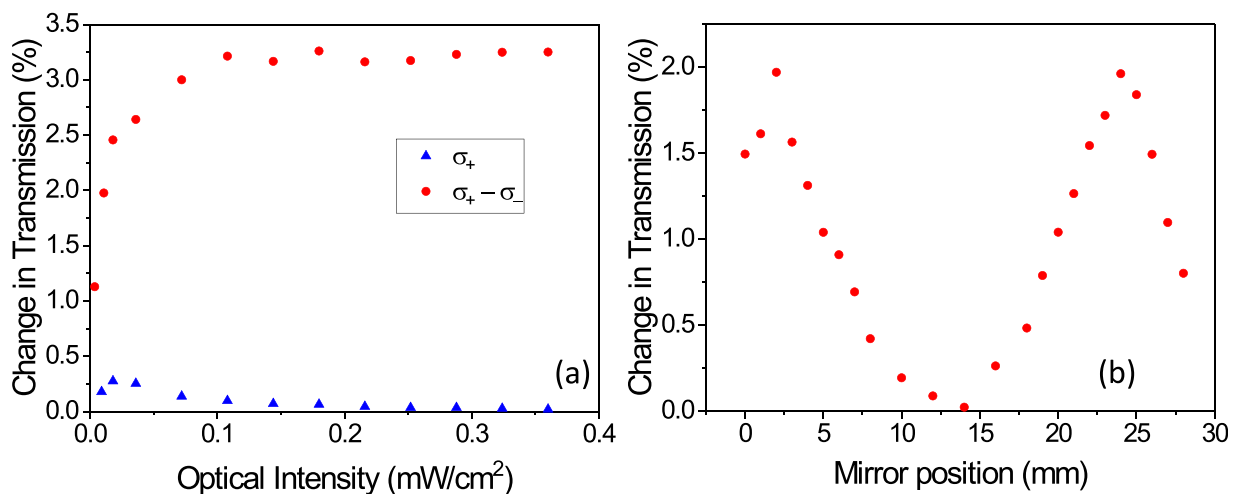 Change in Transmission (%)
3.5
3.0
2.5
2.0
1.5
1.0
0.5
0.0
σ+
σ+ – σ–
(a)
0.0 0.1 0.2 0.3 0.4
Optical Intensity (mW/cm²)
Change in Transmission (%)
2.0
1.5
1.0
0.5
0.0
(b)
0 5 10 15 20 25 30
Mirror position (mm)